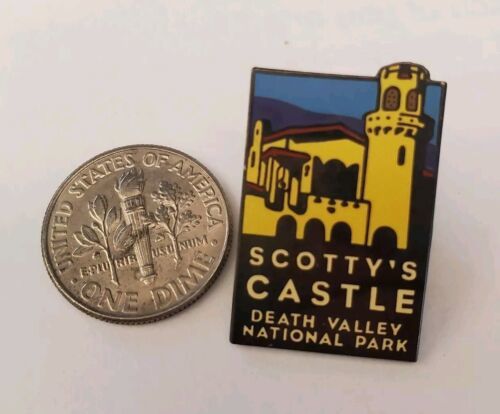 UNITED STATES OF AMERICA
E·PLURIBUS UNUM
ONE DIME
SCOTTY'S
CASTLE
DEATH VALLEY
NATIONAL PARK